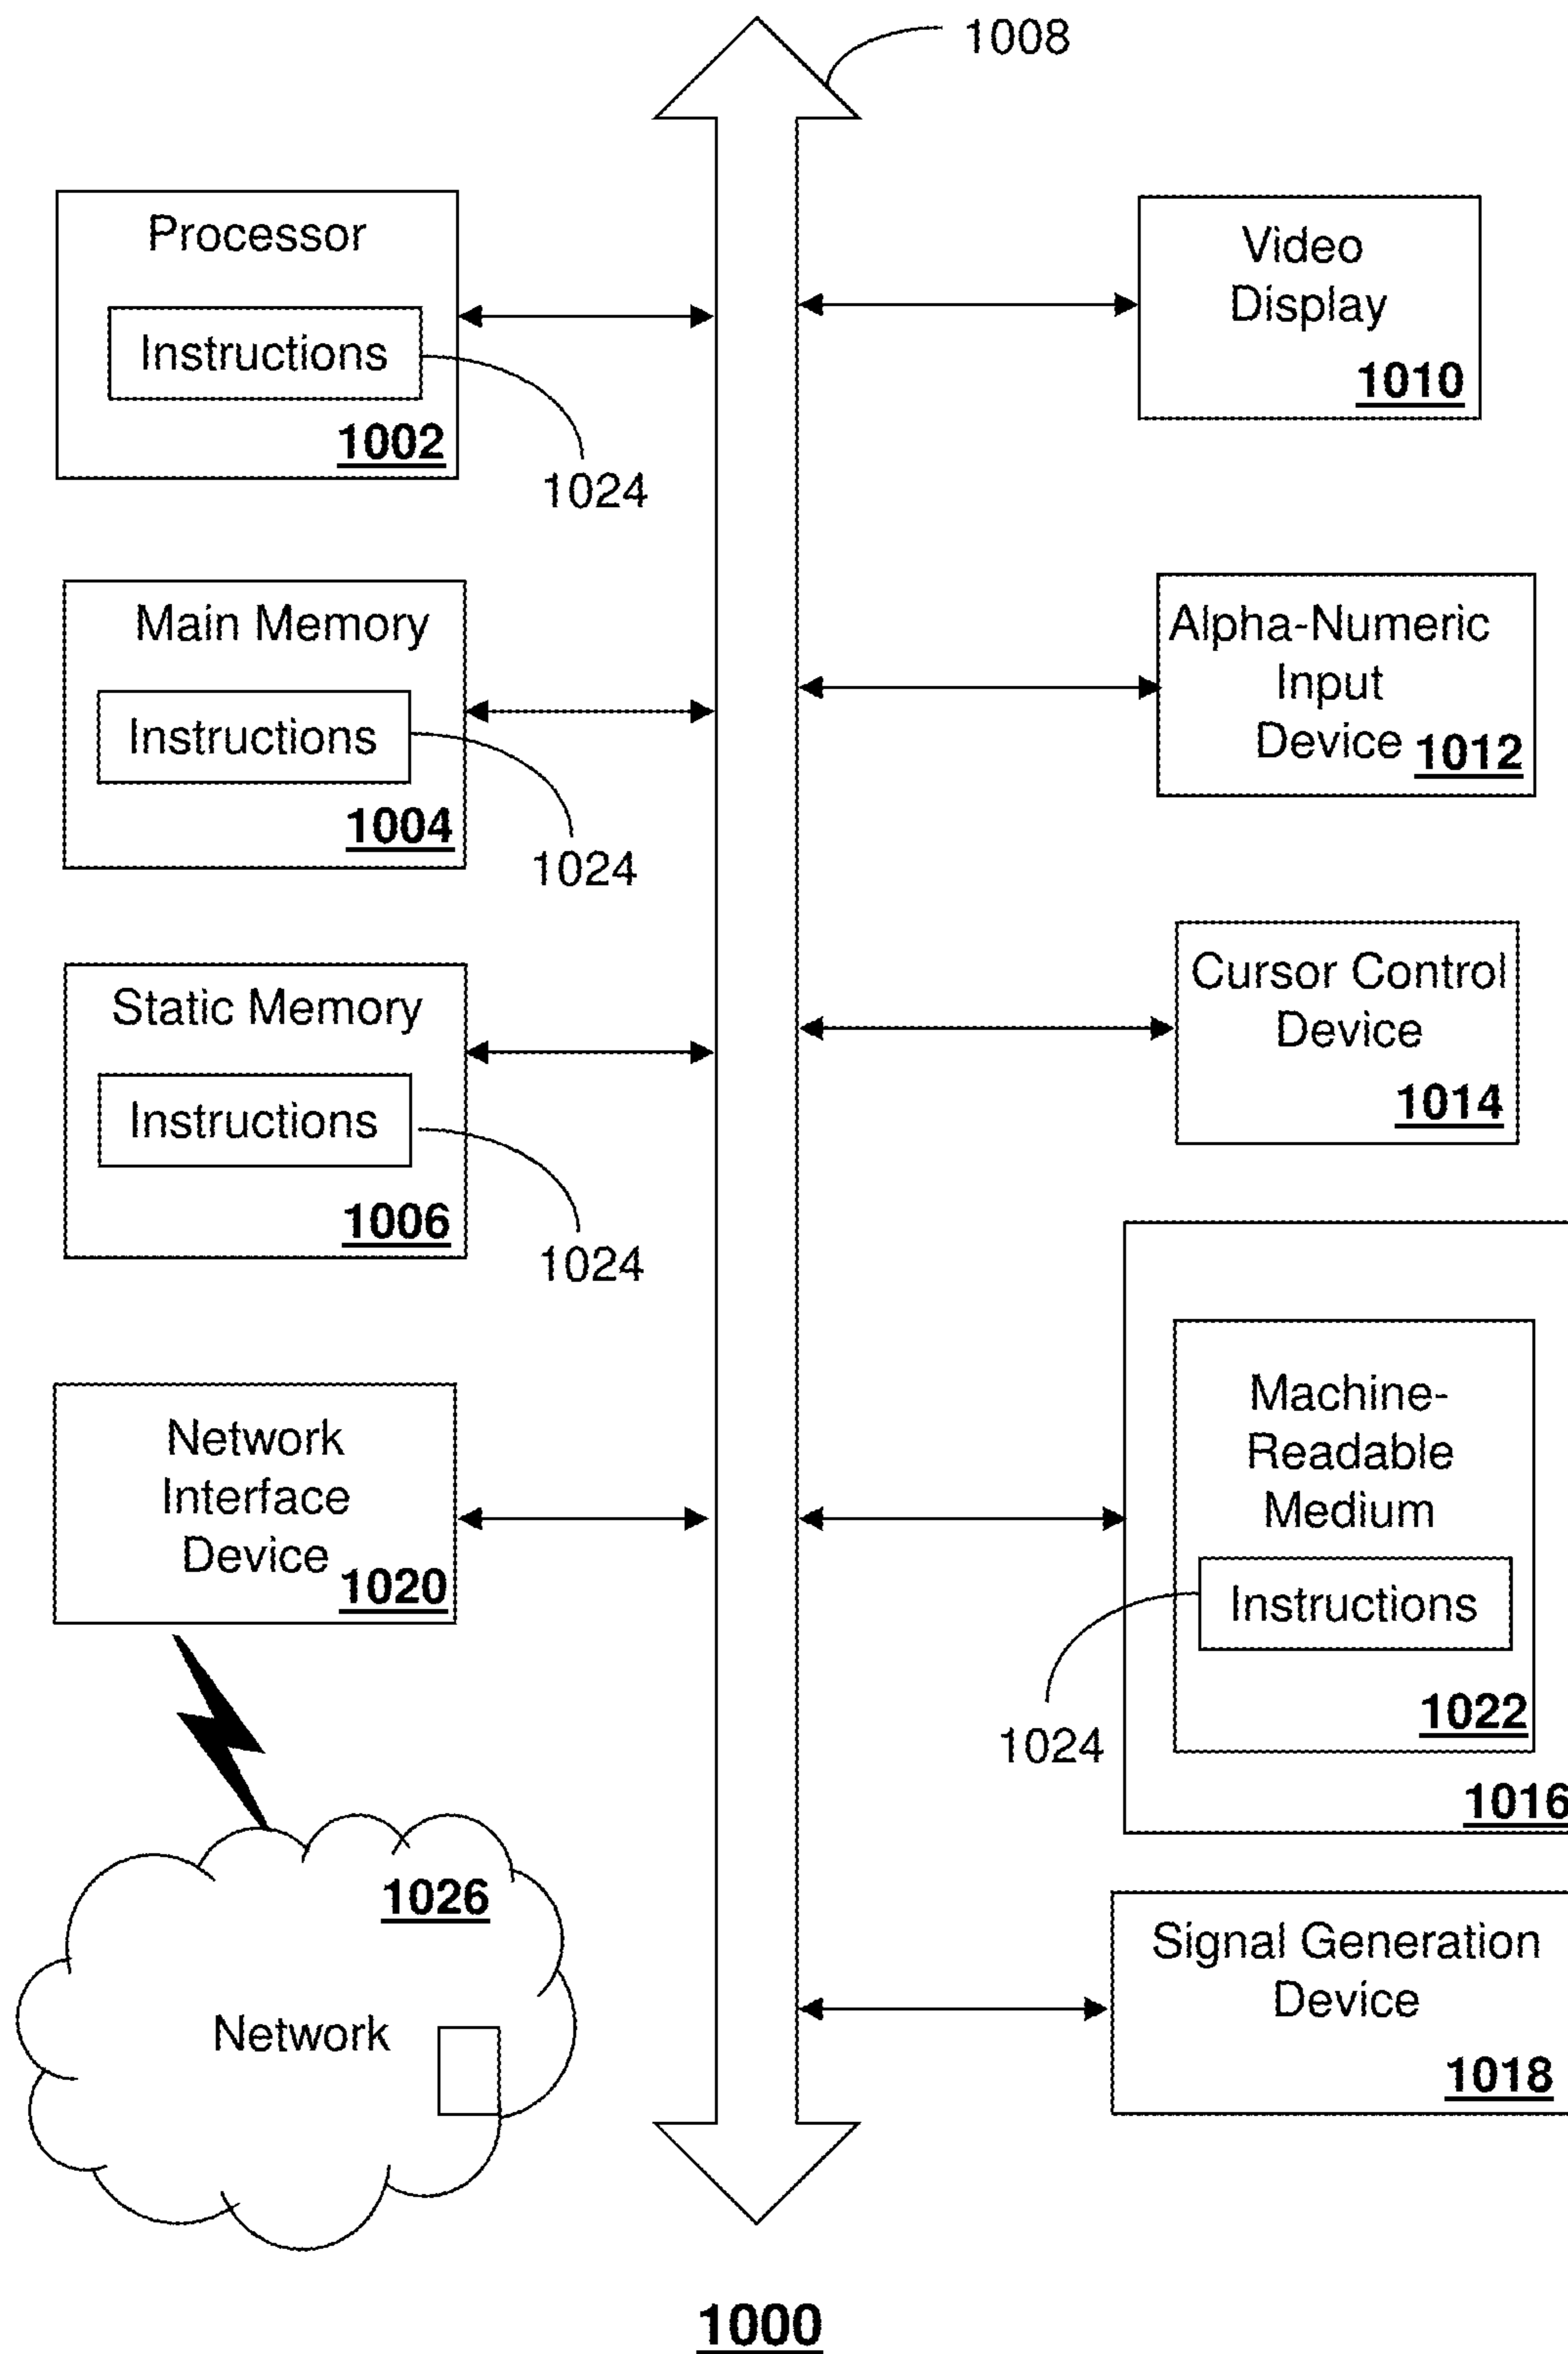 1008
Processor
Instructions
1002
1024
Main Memory
Instructions
1004
1024
Static Memory
Instructions
1006
1024
Network
Interface
Device
1020
1026
Network
Video
Display
1010
Alpha-Numeric
Input
Device 1012
Cursor Control
Device
1014
Machine-
Readable
Medium
Instructions
1022
1024
1016
Signal Generation
Device
1018
1000